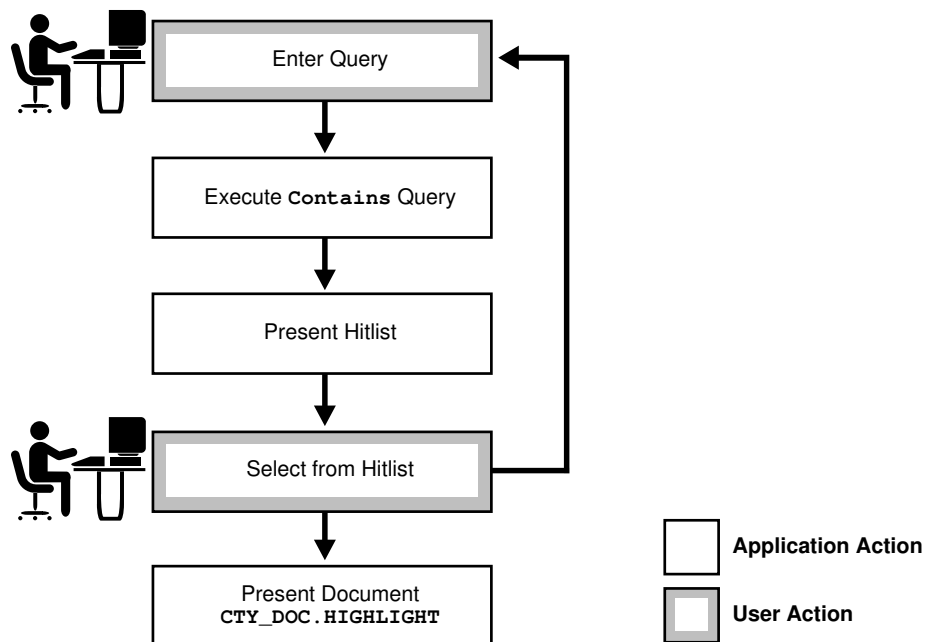 Enter Query
Execute Contains Query
Present Hitlist
Select from Hitlist
Present Document
CTY_DOC.HIGHLIGHT
Application Action
User Action